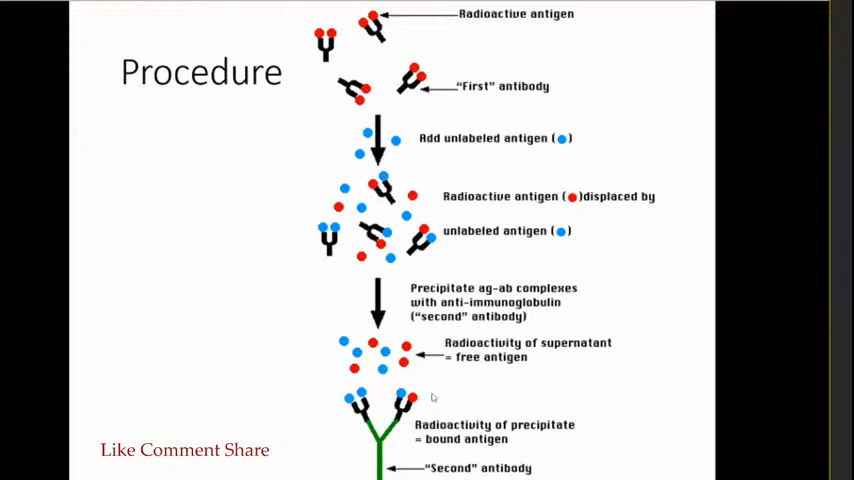 Radioactive antigen
Procedure
“First” antibody
Add unlabeled antigen ( )
Radioactive antigen ( )displaced by
unlabeled antigen ( )
Precipitate ag-ab complexes
with anti-immunoglobulin
(“second” antibody)
Radioactivity of supernatant
= free antigen
Radioactivity of precipitate
= bound antigen
Like Comment Share
“Second” antibody